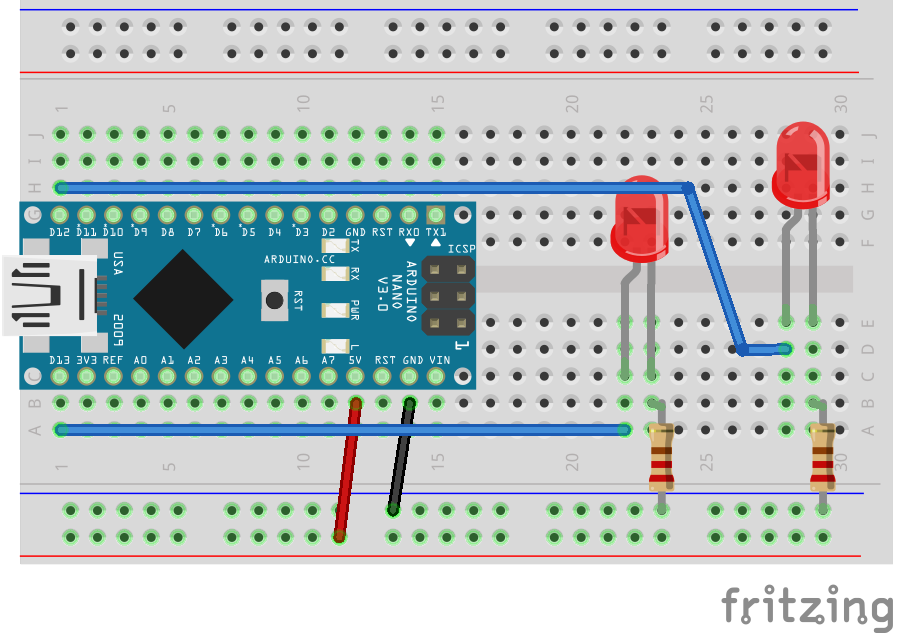 1 5 10 15 20 25 30
J J
I I
H H
G G
F F
D12 D11 D10 D9 D8 D7 D6 D5 D4 D3 D2 GND RST RX0 TX1
ICSP
ARDUINO.CC
TX
RX
PWR
L
USA
2009
RST
ARDUINO
NANO
V3.0
1
D13 3V3 REF A0 A1 A2 A3 A4 A5 A6 A7 5V RST GND VIN
E E
D D
C C
B B
A A
1 5 10 15 20 25 30
fritzing